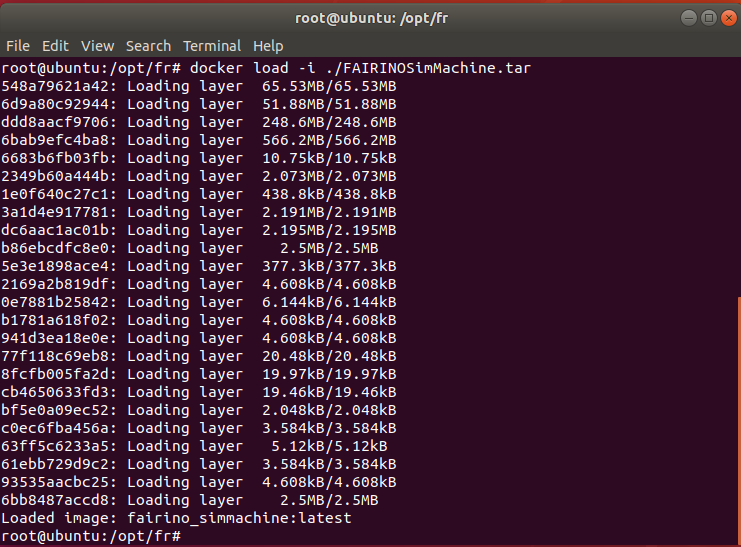 root@ubuntu: /opt/fr
File Edit View Search Terminal Help
root@ubuntu:/opt/fr# docker load -i ./FAIRINOSimMachine.tar
548a79621a42: Loading layer  65.53MB/65.53MB
6d9a80c92944: Loading layer  51.88MB/51.88MB
ddd8aacf9706: Loading layer  248.6MB/248.6MB
6bab9efc4ba8: Loading layer  566.2MB/566.2MB
6683b6fb03fb: Loading layer  10.75kB/10.75kB
2349b60a444b: Loading layer  2.073MB/2.073MB
1e0f640c27c1: Loading layer  438.8kB/438.8kB
3a1d4e917781: Loading layer  2.191MB/2.191MB
dc6aac1ac01b: Loading layer  2.195MB/2.195MB
b86ebcdfc8e0: Loading layer    2.5MB/2.5MB
5e3e1898ace4: Loading layer  377.3kB/377.3kB
2169a2b819df: Loading layer  4.608kB/4.608kB
0e7881b25842: Loading layer  6.144kB/6.144kB
b1781a618f02: Loading layer  4.608kB/4.608kB
941d3ea18e0e: Loading layer  4.608kB/4.608kB
77f118c69eb8: Loading layer  20.48kB/20.48kB
8fcfb005fa2d: Loading layer  19.97kB/19.97kB
cb4650633fd3: Loading layer  19.46kB/19.46kB
bf5e0a09ec52: Loading layer  2.048kB/2.048kB
c0ec6fba456a: Loading layer  3.584kB/3.584kB
63ff5c6233a5: Loading layer   5.12kB/5.12kB
61ebb729d9c2: Loading layer  3.584kB/3.584kB
93535aacbc25: Loading layer  4.608kB/4.608kB
6bb8487accd8: Loading layer    2.5MB/2.5MB
Loaded image: fairino_simmachine:latest
root@ubuntu:/opt/fr#